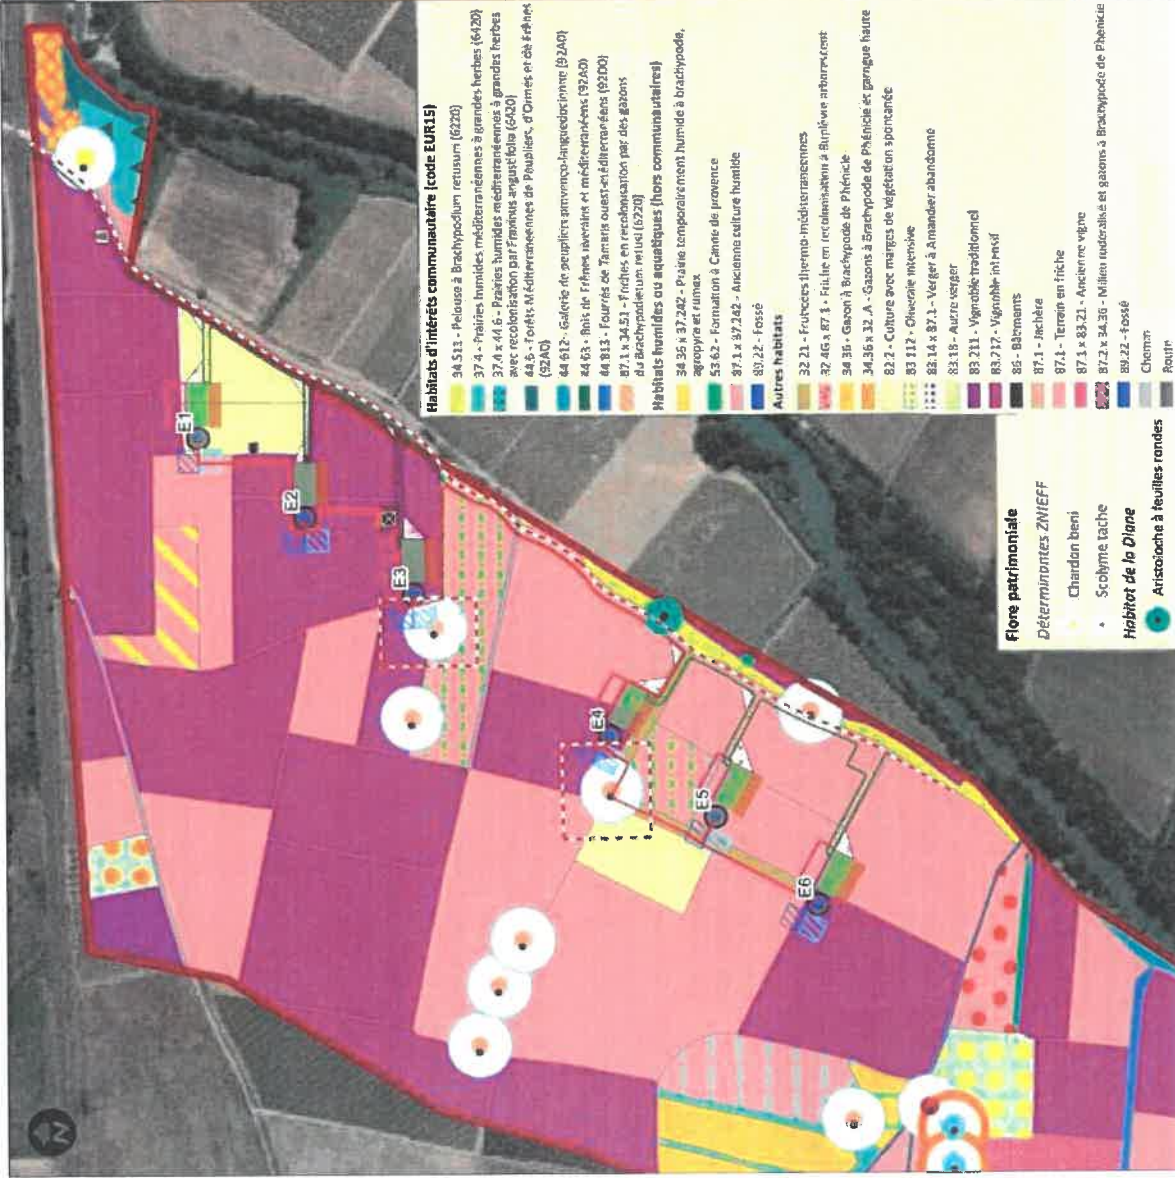 Habitats d'intérêts communautaire (code EUR15)
34.511 - Pelouse à Brachypodium retusum (6220)
37.4 - Prairies humides méditerranéennes à grandes herbes (6420)
37.4 x 44.6 - Prairies humides méditerranéennes à grandes herbes
avec recolonisation par Fraxinus angustifolia (6420)
44.6 - Forêts Méditerranéennes de Peupliers, d'Ormes et de Frênes
(92A0)
44.612 - Galerie de peupliers provenço-languedocienne (92A0)
44.63 - Bois de Frênes riverains et méditerranéens (92A0)
44.813 - Fourrés de Tamaris ouest-méditerranéens (92D0)
87.1 x 34.51 - Friches en recolonisation par des gazons
du Brachypodietum retusi (6220)
Habitats humides ou aquatiques (hors communautaires)
34.36 x 37.242 - Prairie temporairement humide à brachypode,
agropyre et rumex
53.62 - Formation à Canne de provence
87.1 x 37.242 - Ancienne culture humide
89.22 - Fossé
Autres habitats
32.21 - Fruticées thermo-méditerranéennes
32.46 x 87.1 - Friche en recolonisation à Buplèvre arborescent
34.36 - Gazon à Brachypode de Phénicie
34.36 x 32.A - Gazons à Brachypode de Phénicie et garrigue haute
82.2 - Culture avec marges de végétation spontanée
83.112 - Oliveraie intensive
83.14 x 87.1 - Verger à Amandier abandonné
83.15 - Autre verger
83.211 - Vignoble traditionnel
83.212 - Vignoble intensif
86 - Bâtiments
87.1 - Jachère
87.1 - Terrain en friche
87.1 x 83.21 - Ancienne vigne
87.2 x 34.36 - Milieu rudéralisé et gazons à Brachypode de Phénicie
89.22 - Fossé
Chemin
Route
Flore patrimoniale
Déterminantes ZNIEFF
Chardon beni
Scolyme tache
Habitat de la Diane
Aristoloche à feuilles rondes
E1
E2
E3
E4
E5
E6
N